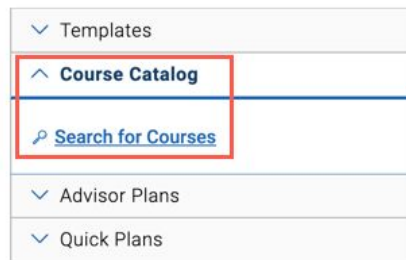 Templates
Course Catalog
Search for Courses
Advisor Plans
Quick Plans